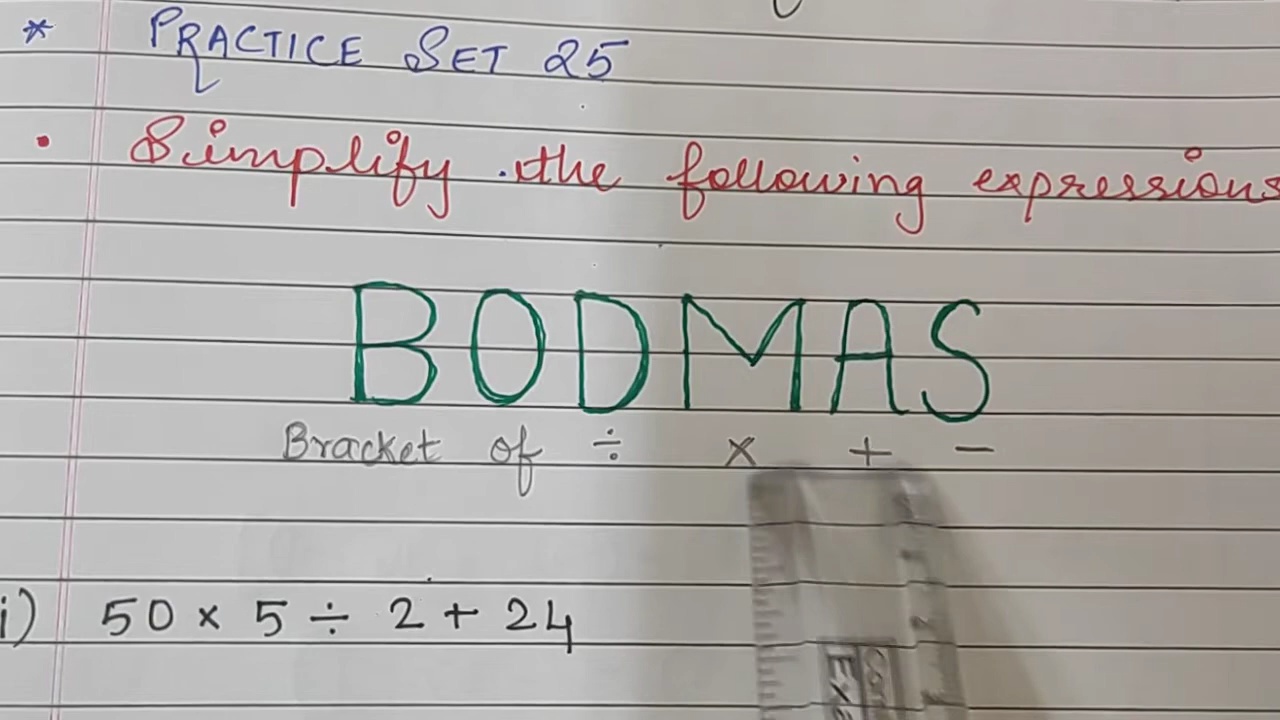 * PRACTICE SET 25
• Simplify the following expressions
BODMAS
Bracket of ÷ × + −
i) 50 × 5 ÷ 2 + 24